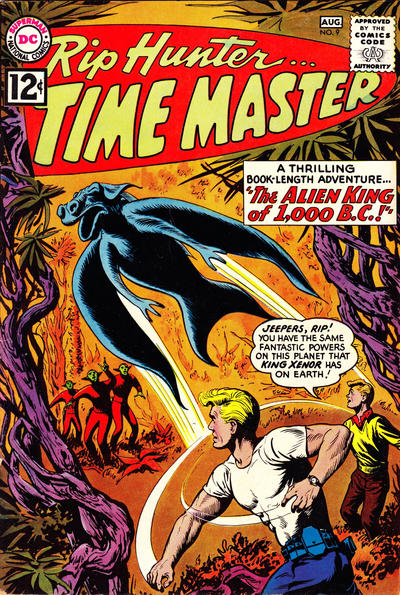 SUPERMAN
DC
NATIONAL COMICS
12¢
AUG.
NO. 9
APPROVED
BY THE
COMICS
CODE
CA
AUTHORITY
Rip Hunter...
TIME MASTER
A THRILLING
BOOK-LENGTH ADVENTURE...
"The ALIEN KING
of 1,000 B.C.!"
JEEPERS, RIP!
YOU HAVE THE SAME
FANTASTIC POWERS
ON THIS PLANET THAT
KING XENOR HAS
ON EARTH!